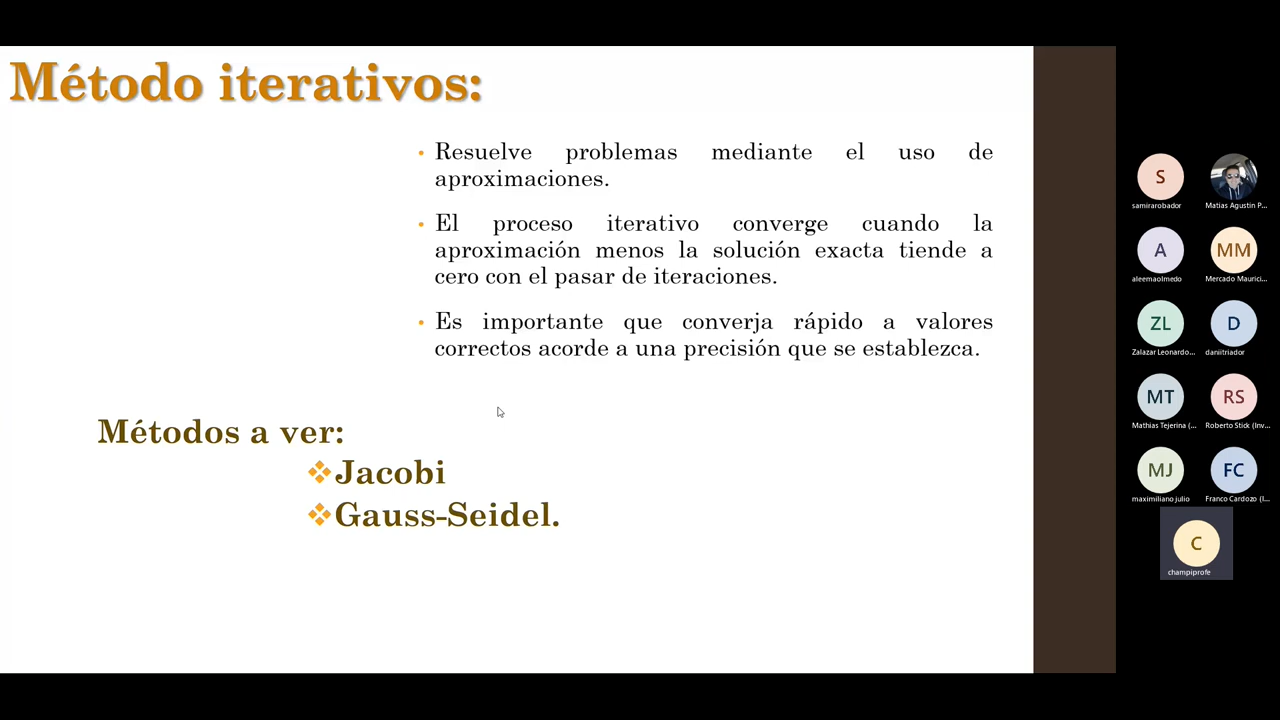 Método iterativos:
• Resuelve problemas mediante el uso de
aproximaciones.
• El proceso iterativo converge cuando la
aproximación menos la solución exacta tiende a
cero con el pasar de iteraciones.
• Es importante que converja rápido a valores
correctos acorde a una precisión que se establezca.
Métodos a ver:
❖Jacobi
❖Gauss-Seidel.
S
samirarobador
Matias Agustin P...
A
aleemaolmedo
MM
Mercado Maurici...
ZL
Zalazar Leonardo...
D
daniitriador
MT
Mathias Tejerina (...
RS
Roberto Stick (Inv...
MJ
maximiliano julio
FC
Franco Cardozo (I...
C
champiprofe